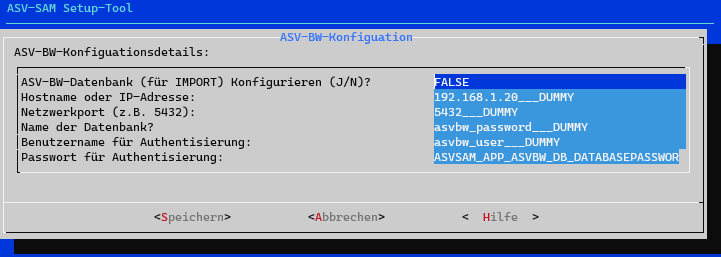 ASV-SAM Setup-Tool
ASV-BW-Konfiguation
ASV-BW-Konfiguationsdetails:
ASV-BW-Datenbank (für IMPORT) Konfigurieren (J/N)? FALSE
Hostname oder IP-Adresse: 192.168.1.20___DUMMY
Netzwerkport (z.B. 5432): 5432___DUMMY
Name der Datenbank? asvbw_password___DUMMY
Benutzername für Authentisierung: asvbw_user___DUMMY
Passwort für Authentisierung: ASVSAM_APP_ASVBW_DB_DATABASEPASSWOR
<Speichern> <Abbrechen> < Hilfe >